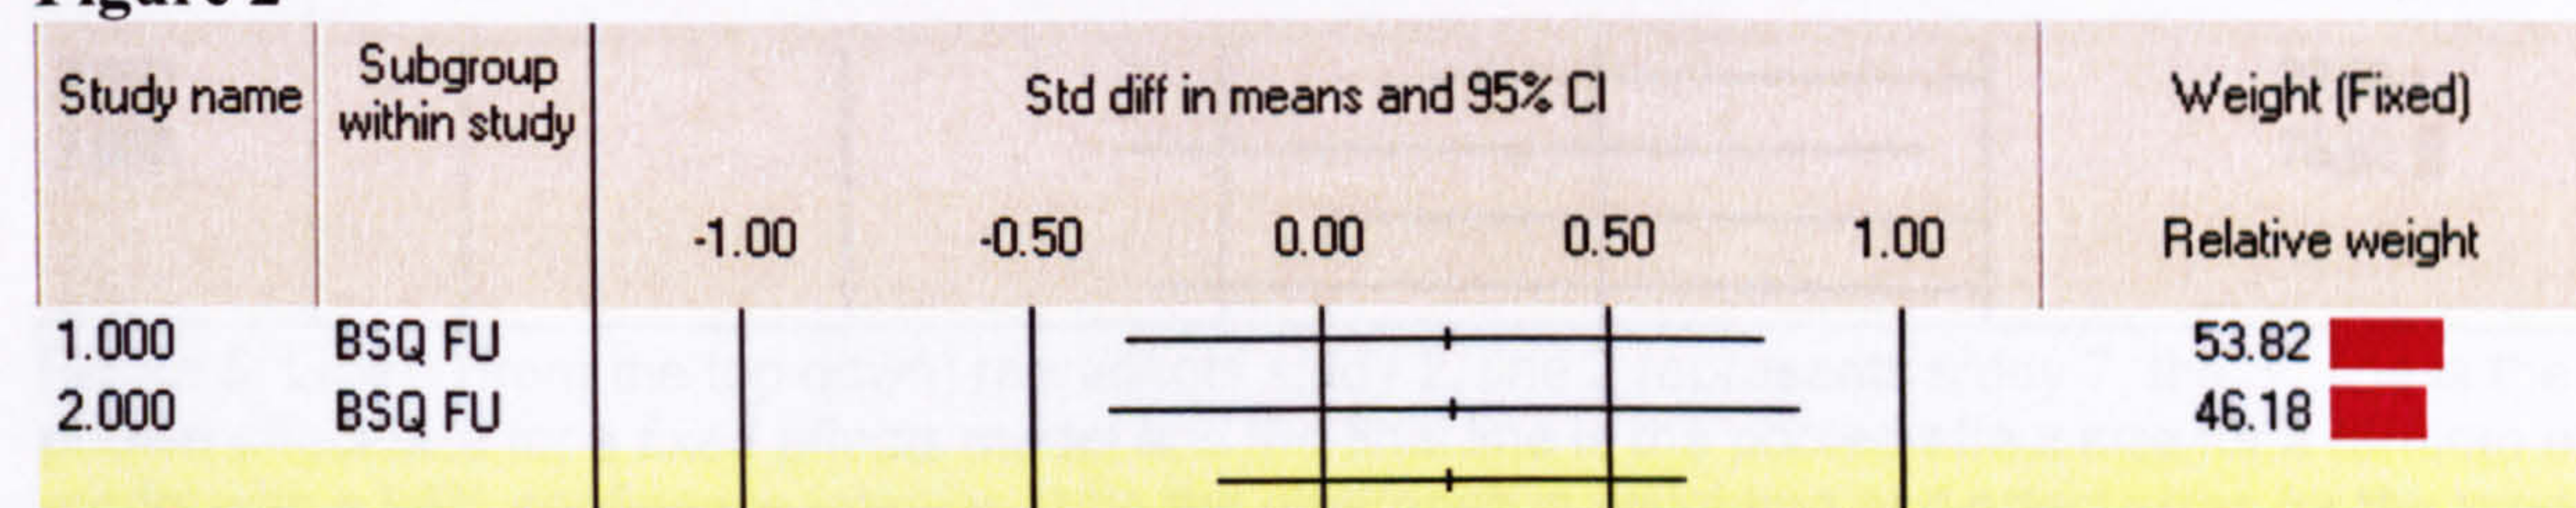 Figure 2
Study name Subgroup within study Std diff in means and 95% CI Weight (Fixed)
-1.00 -0.50 0.00 0.50 1.00 Relative weight
1.000 BSQ FU 53.82
2.000 BSQ FU 46.18